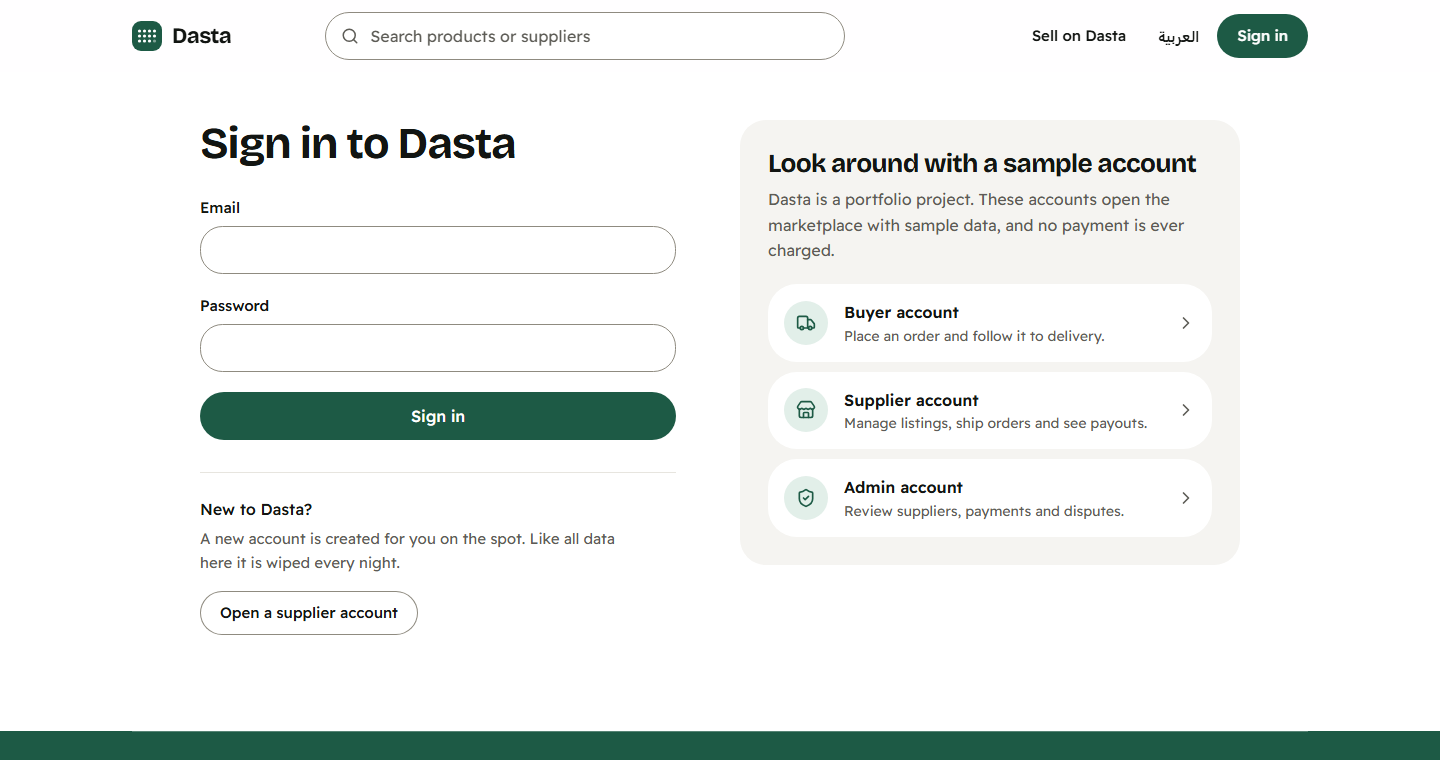 Dasta
Search products or suppliers
Sell on Dasta
العربية
Sign in
Sign in to Dasta
Email
Password
Sign in
New to Dasta?
A new account is created for you on the spot. Like all data
here it is wiped every night.
Open a supplier account
Look around with a sample account
Dasta is a portfolio project. These accounts open the
marketplace with sample data, and no payment is ever
charged.
Buyer account
Place an order and follow it to delivery.
Supplier account
Manage listings, ship orders and see payouts.
Admin account
Review suppliers, payments and disputes.